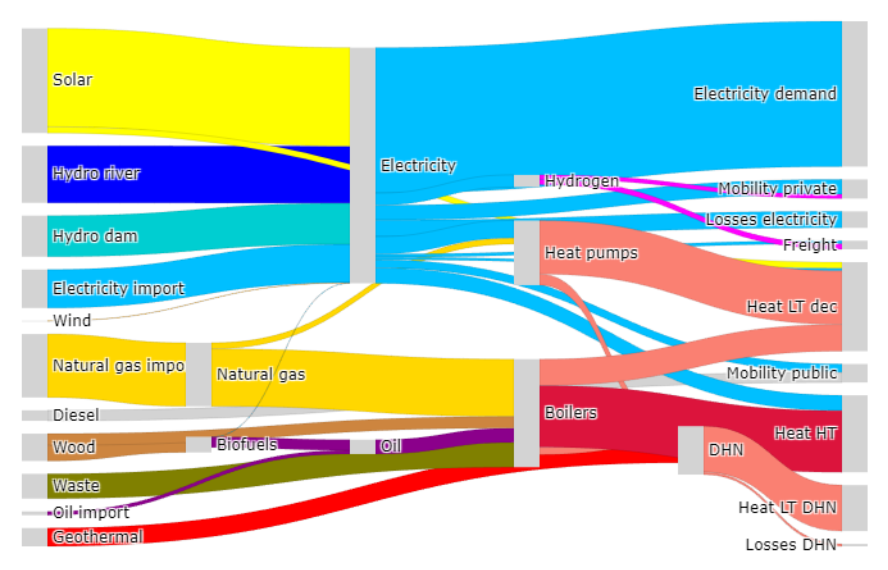 Solar
Hydro river
Hydro dam
Electricity import
Wind
Natural gas impo
Diesel
Wood
Waste
Oil import
Geothermal
Natural gas
Biofuels
Electricity
Oil
Hydrogen
Heat pumps
Boilers
DHN
Electricity demand
Mobility private
Losses electricity
Freight
Heat LT dec
Mobility public
Heat HT
Heat LT DHN
Losses DHN